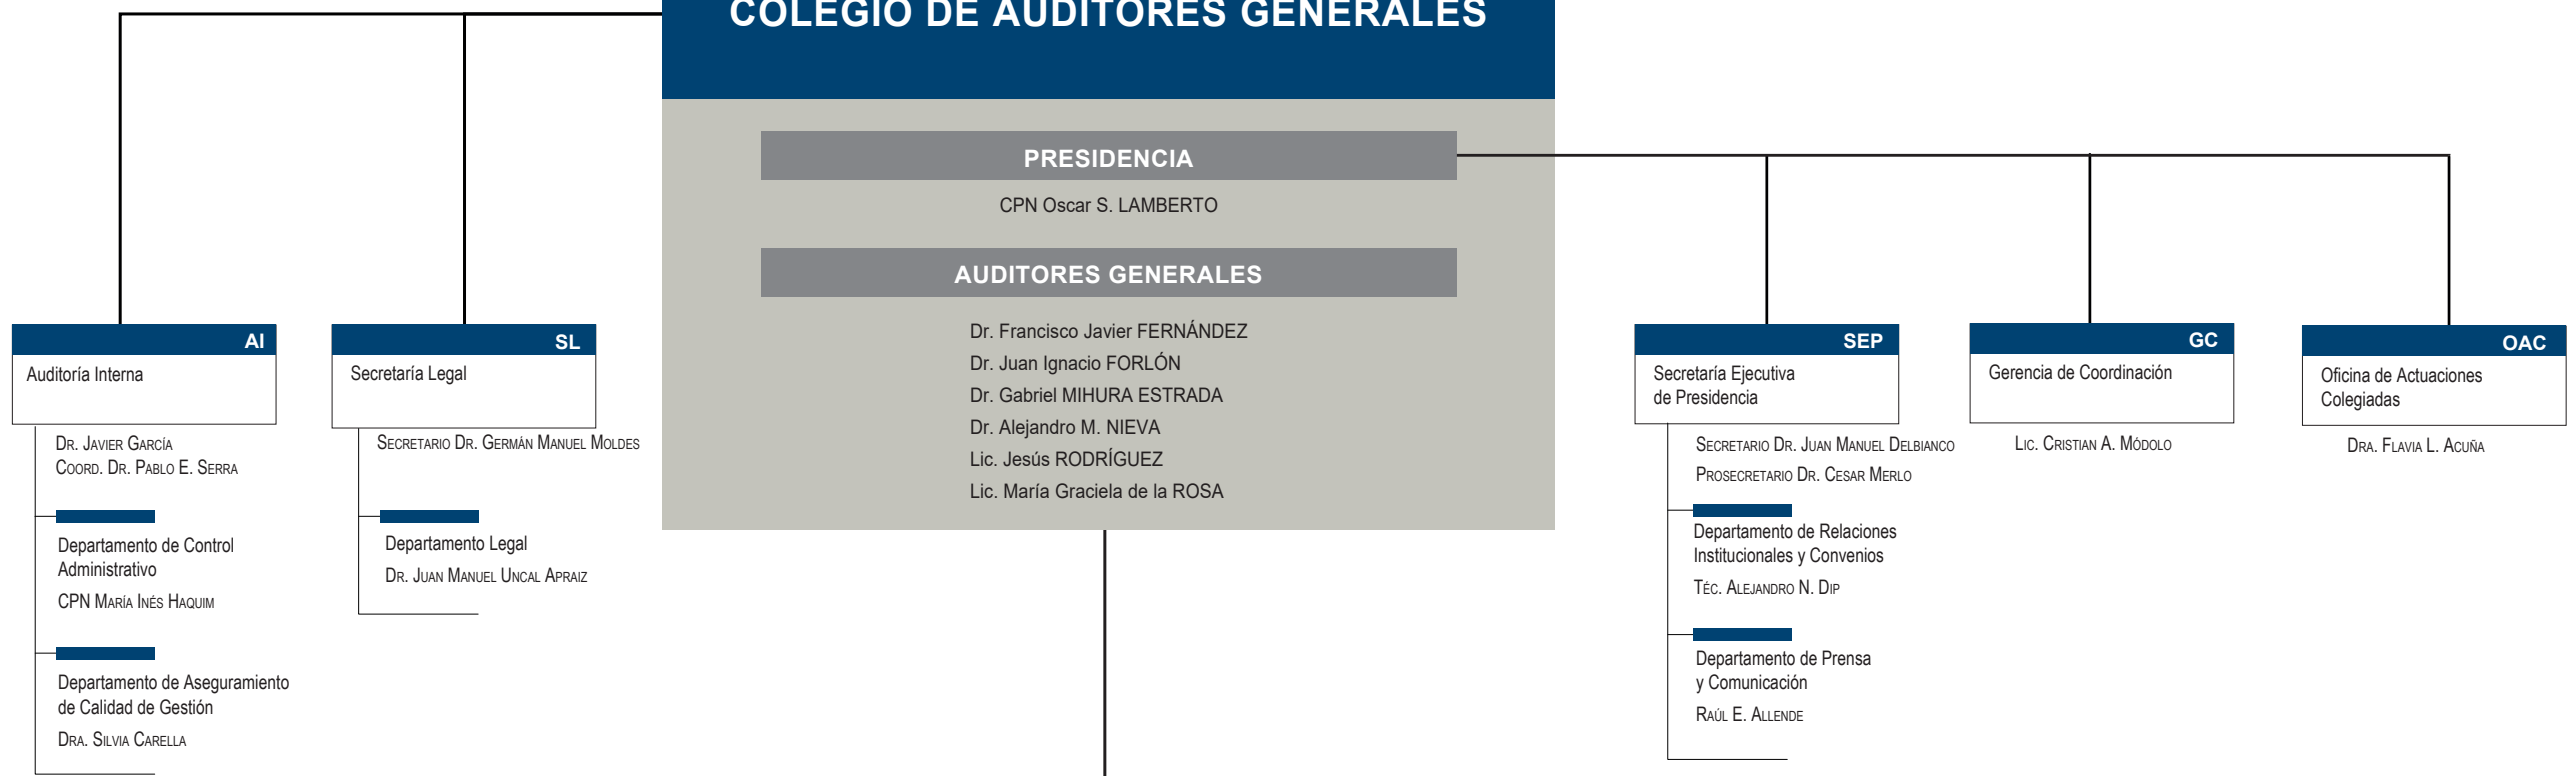 COLEGIO DE AUDITORES GENERALES
PRESIDENCIA
CPN Oscar S. LAMBERTO
AUDITORES GENERALES
Dr. Francisco Javier FERNÁNDEZ
Dr. Juan Ignacio FORLÓN
Dr. Gabriel MIHURA ESTRADA
Dr. Alejandro M. NIEVA
Lic. Jesús RODRÍGUEZ
Lic. María Graciela de la ROSA
AI
Auditoría Interna
Dr. Javier García
Coord. Dr. Pablo E. Serra
Departamento de Control
Administrativo
CPN María Inés Haquim
Departamento de Aseguramiento
de Calidad de Gestión
Dra. Silvia Carella
SL
Secretaría Legal
Secretario Dr. Germán Manuel Moldes
Departamento Legal
Dr. Juan Manuel Uncal Apraiz
SEP
Secretaría Ejecutiva
de Presidencia
Secretario Dr. Juan Manuel Delbianco
Prosecretario Dr. Cesar Merlo
Departamento de Relaciones
Institucionales y Convenios
Téc. Alejandro N. Dip
Departamento de Prensa
y Comunicación
Raúl E. Allende
GC
Gerencia de Coordinación
Lic. Cristian A. Módolo
OAC
Oficina de Actuaciones
Colegiadas
Dra. Flavia L. Acuña